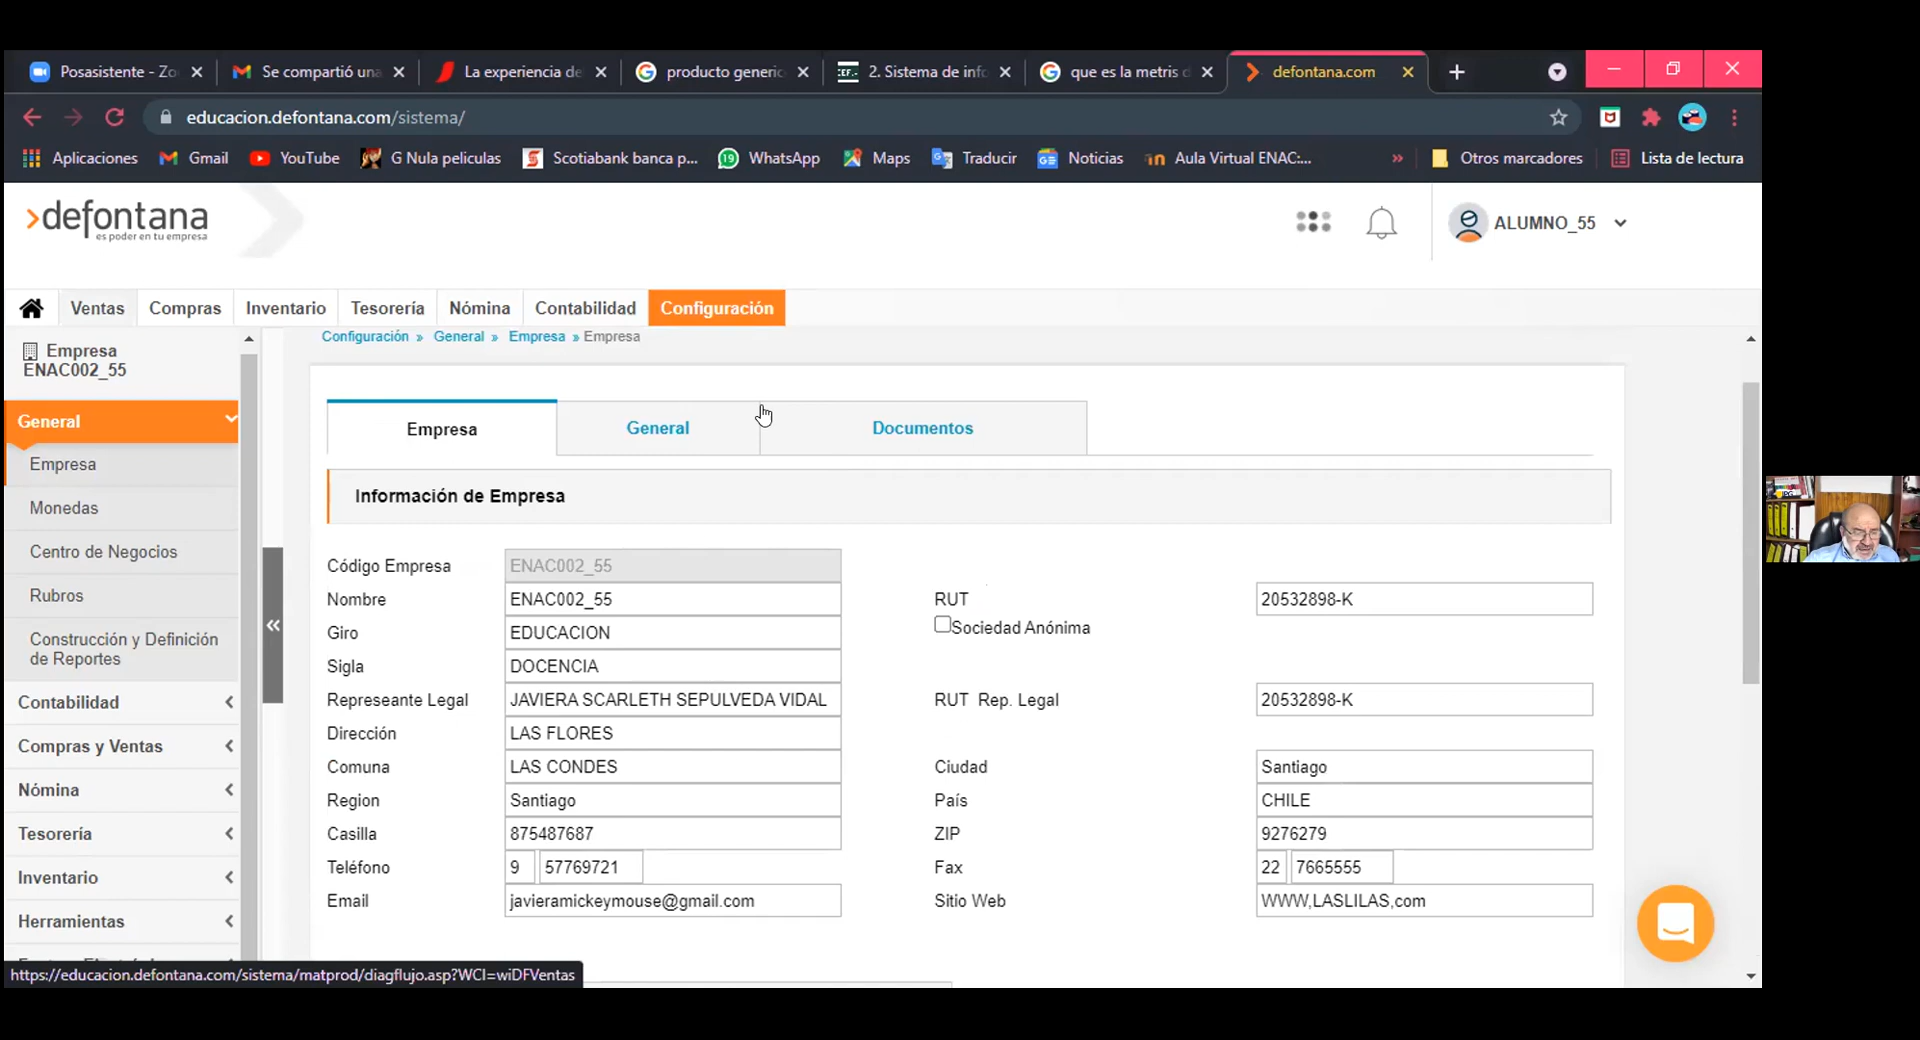 Posasistente - Zo
Se compartió una
La experiencia de
producto generic
2. Sistema de info
que es la metris d
defontana.com
educacion.defontana.com/sistema/
Aplicaciones
Gmail
YouTube
G Nula peliculas
Scotiabank banca p...
19
WhatsApp
Maps
Traducir
Noticias
Aula Virtual ENAC:...
»
Otros marcadores
Lista de lectura
defontana
es poder en tu empresa
ALUMNO_55
Ventas
Compras
Inventario
Tesorería
Nómina
Contabilidad
Configuración
Empresa
ENAC002_55
General
Empresa
Monedas
Centro de Negocios
Rubros
Construcción y Definición
de Reportes
Contabilidad
Compras y Ventas
Nómina
Tesorería
Inventario
Herramientas
Configuración » General » Empresa » Empresa
Empresa
General
Documentos
Información de Empresa
Código Empresa ENAC002_55
Nombre ENAC002_55 RUT 20532898-K
Giro EDUCACION Sociedad Anónima
Sigla DOCENCIA
Represeante Legal JAVIERA SCARLETH SEPULVEDA VIDAL RUT Rep. Legal 20532898-K
Dirección LAS FLORES
Comuna LAS CONDES Ciudad Santiago
Region Santiago País CHILE
Casilla 875487687 ZIP 9276279
Teléfono 9 57769721 Fax 22 7665555
Email javieramickeymouse@gmail.com Sitio Web WWW,LASLILAS,com
https://educacion.defontana.com/sistema/matprod/diagflujo.asp?WCI=wiDFVentas